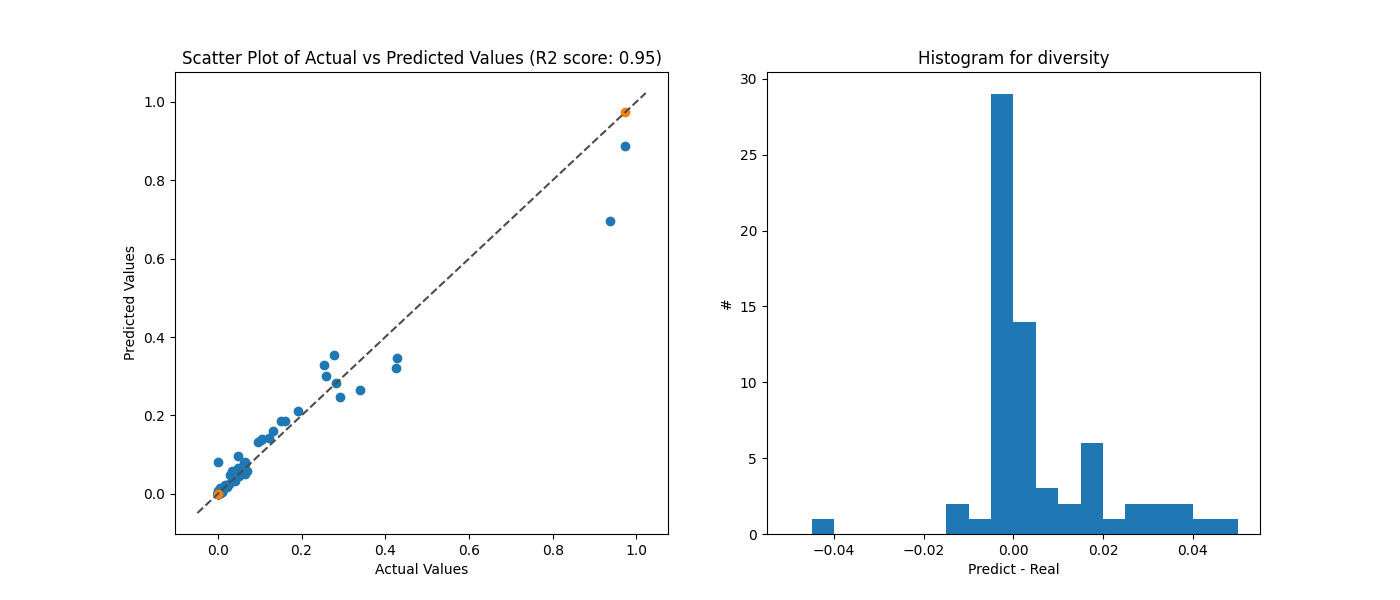 Scatter Plot of Actual vs Predicted Values (R2 score: 0.95)
1.0
0.8
0.6
0.4
0.2
0.0
Predicted Values
0.0 0.2 0.4 0.6 0.8 1.0
Actual Values
Histogram for diversity
30
25
20
15
10
5
0
#
−0.04 −0.02 0.00 0.02 0.04
Predict - Real